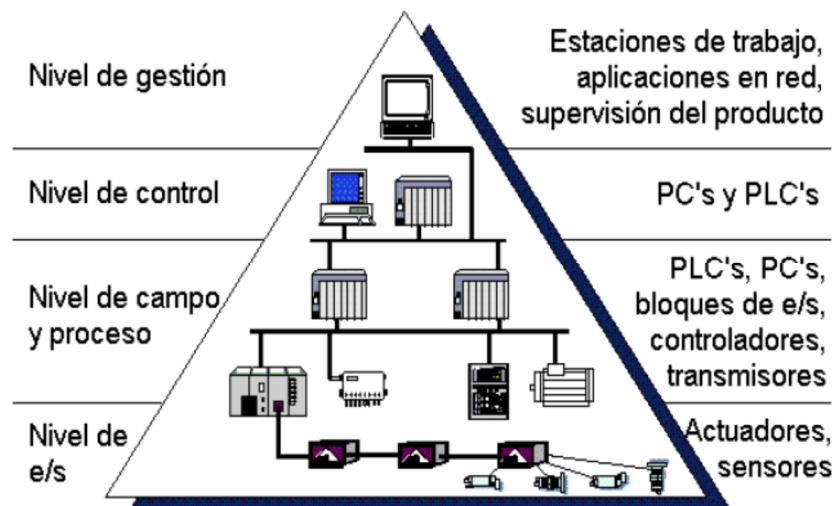 Nivel de gestión
Estaciones de trabajo,
aplicaciones en red,
supervisión del producto
Nivel de control
PC's y PLC's
Nivel de campo
y proceso
PLC's, PC's,
bloques de e/s,
controladores,
transmisores
Nivel de
e/s
Actuadores,
sensores